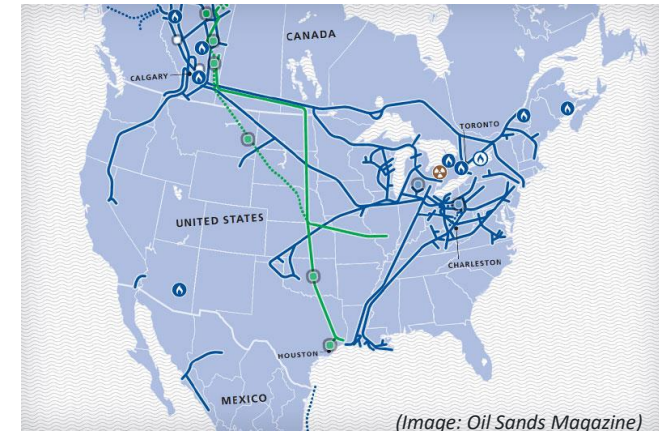 CANADA
CALGARY
TORONTO
UNITED STATES
CHARLESTON
HOUSTON
MEXICO
(Image: Oil Sands Magazine)